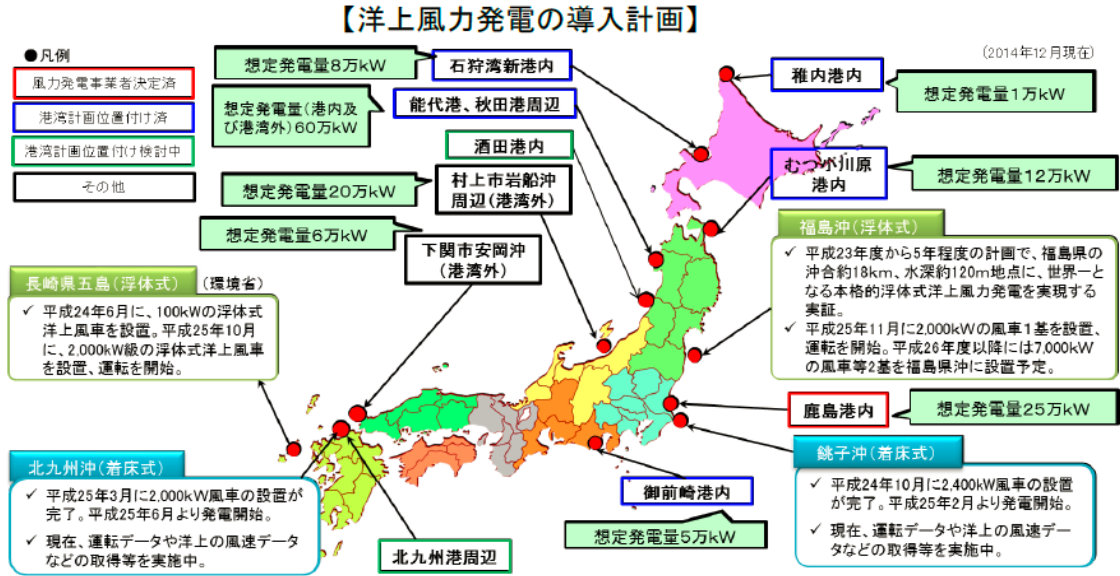 【洋上風力発電の導入計画】
(2014年12月現在)
●凡例
風力発電事業者決定済
港湾計画位置付け済
港湾計画位置付け検討中
その他
想定発電量8万kW
石狩湾新港内
稚内港内
想定発電量1万kW
想定発電量(港内及
び港湾外)60万kW
能代港、秋田港周辺
酒田港内
むつ小川原
港内
想定発電量12万kW
想定発電量20万kW
村上市岩船沖
周辺(港湾外)
想定発電量6万kW
下関市安岡沖
(港湾外)
福島沖(浮体式)
✓ 平成23年度から5年程度の計画で、福島県の
沖合約18km、水深約120m地点に、世界一と
なる本格的浮体式洋上風力発電を実現する
実証。
✓ 平成25年11月に2,000kWの風車1基を設置、
運転を開始。平成26年度以降には7,000kW
の風車等2基を福島県沖に設置予定。
長崎県五島(浮体式)
(環境省)
✓ 平成24年6月に、100kWの浮体式
洋上風車を設置。平成25年10月
に、2,000kW級の浮体式洋上風車
を設置、運転を開始。
鹿島港内
想定発電量25万kW
北九州沖(着床式)
✓ 平成25年3月に2,000kW風車の設置が
完了。平成25年6月より発電開始。
✓ 現在、運転データや洋上の風速データ
などの取得等を実施中。
北九州港周辺
御前崎港内
想定発電量5万kW
銚子沖(着床式)
✓ 平成24年10月に2,400kW風車の設置
が完了。平成25年2月より発電開始。
✓ 現在、運転データや洋上の風速デー
タなどの取得等を実施中。